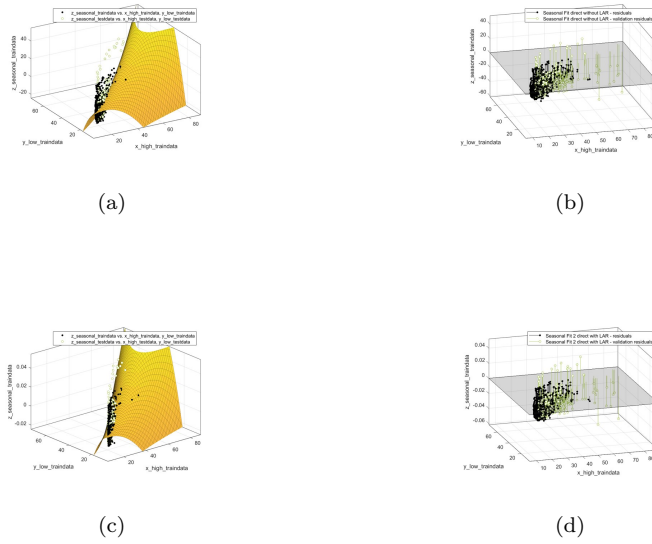 z_seasonal_traindata vs. x_high_traindata, y_low_traindata
z_seasonal_testdata vs. x_high_testdata, y_low_testdata
z_seasonal_traindata
40
20
0
-20
60
40
20
y_low_traindata
20
40
60
80
x_high_traindata
(a)
Seasonal Fit direct without LAR - residuals
Seasonal Fit direct without LAR - validation residuals
z_seasonal_traindata
40
20
0
-20
-40
-60
60
40
20
y_low_traindata
10
20
30
40
50
60
70
80
x_high_traindata
(b)
z_seasonal_traindata vs. x_high_traindata, y_low_traindata
z_seasonal_testdata vs. x_high_testdata, y_low_testdata
z_seasonal_traindata
0.04
0.02
0
-0.02
60
40
20
y_low_traindata
20
40
60
80
x_high_traindata
(c)
Seasonal Fit 2 direct with LAR - residuals
Seasonal Fit 2 direct with LAR - validation residuals
z_seasonal_traindata
0.04
0.02
0
-0.02
-0.04
-0.06
60
40
20
y_low_traindata
10
20
30
40
50
60
70
80
x_high_traindata
(d)